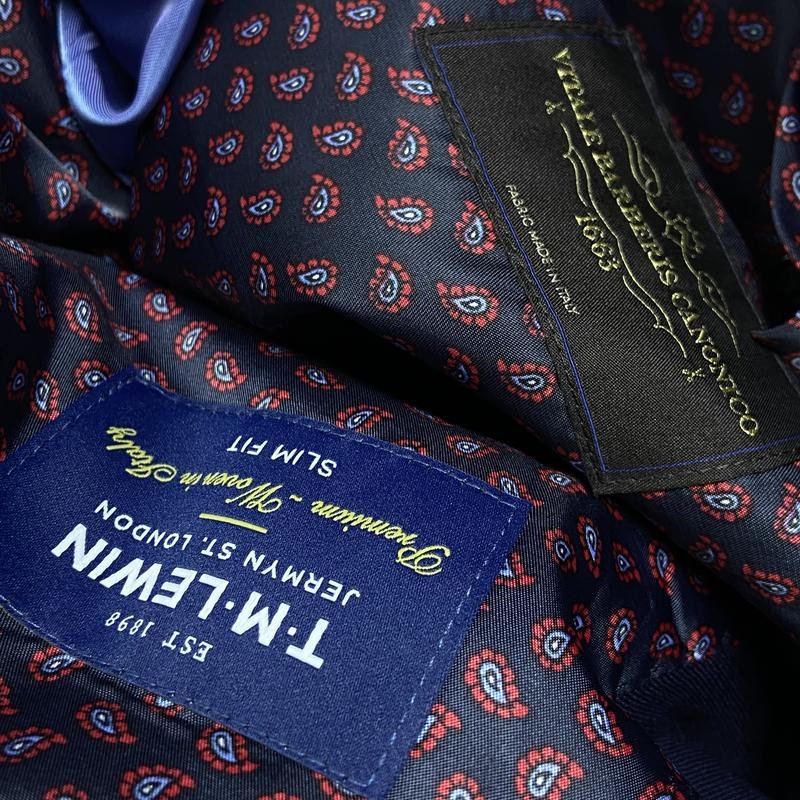 VITALE BARBERIS CANONICO
1663
FABRIC MADE IN ITALY
EST 1898
T·M·LEWIN
JERMYN ST. LONDON
Premium ~ Woven in Italy
SLIM FIT